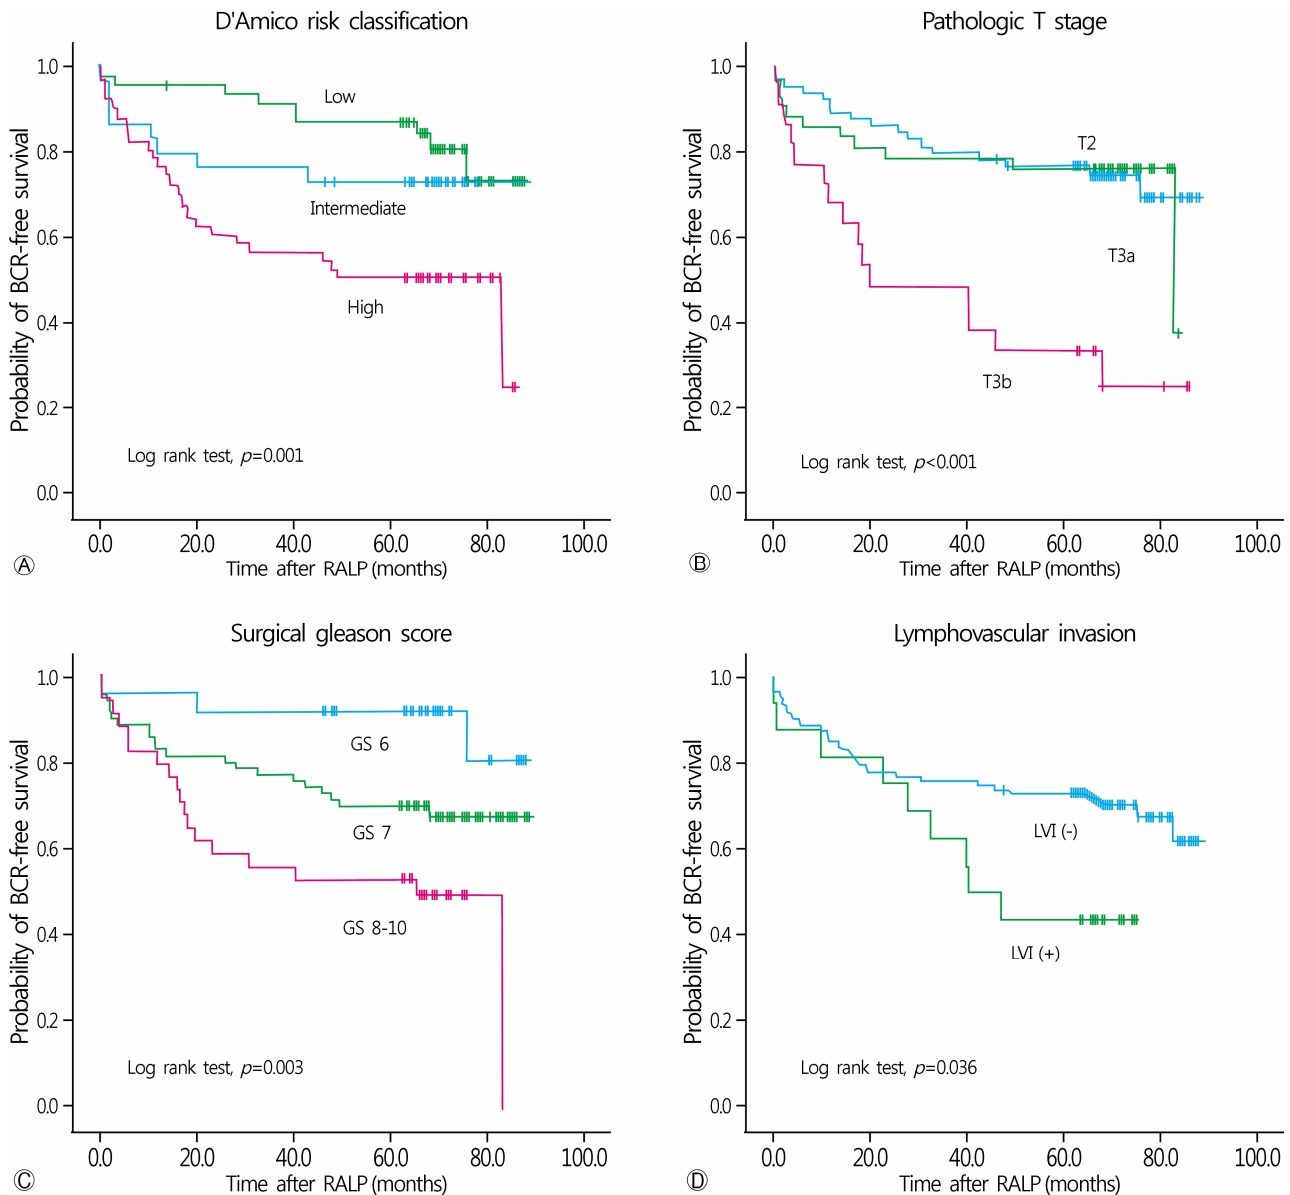 D'Amico risk classification
Probability of BCR-free survival
1.0
0.8
0.6
0.4
0.2
0.0
Low
Intermediate
High
Log rank test, p=0.001
0.0 20.0 40.0 60.0 80.0 100.0
Time after RALP (months)
Ⓐ
Pathologic T stage
Probability of BCR-free survival
1.0
0.8
0.6
0.4
0.2
0.0
T2
T3a
T3b
Log rank test, p<0.001
0.0 20.0 40.0 60.0 80.0 100.0
Time after RALP (months)
Ⓑ
Surgical gleason score
Probability of BCR-free survival
1.0
0.8
0.6
0.4
0.2
0.0
GS 6
GS 7
GS 8-10
Log rank test, p=0.003
0.0 20.0 40.0 60.0 80.0 100.0
Time after RALP (months)
Ⓒ
Lymphovascular invasion
Probability of BCR-free survival
1.0
0.8
0.6
0.4
0.2
0.0
LVI (-)
LVI (+)
Log rank test, p=0.036
0.0 20.0 40.0 60.0 80.0 100.0
Time after RALP (months)
Ⓓ